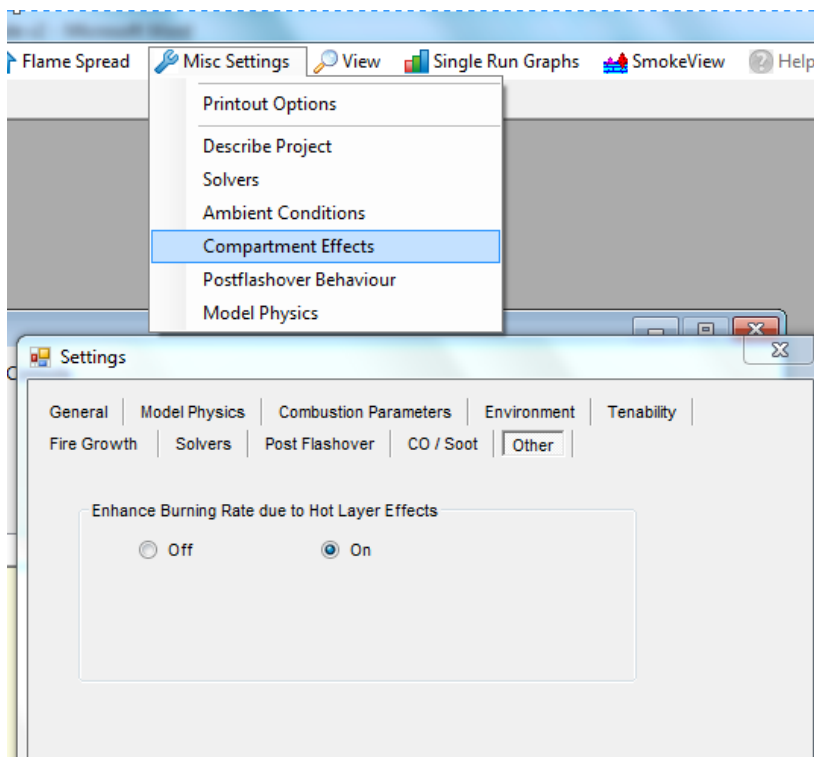 Flame Spread Misc Settings View Single Run Graphs SmokeView Help
Printout Options
Describe Project
Solvers
Ambient Conditions
Compartment Effects
Postflashover Behaviour
Model Physics
Settings
General Model Physics Combustion Parameters Environment Tenability
Fire Growth Solvers Post Flashover CO / Soot Other
Enhance Burning Rate due to Hot Layer Effects
Off On